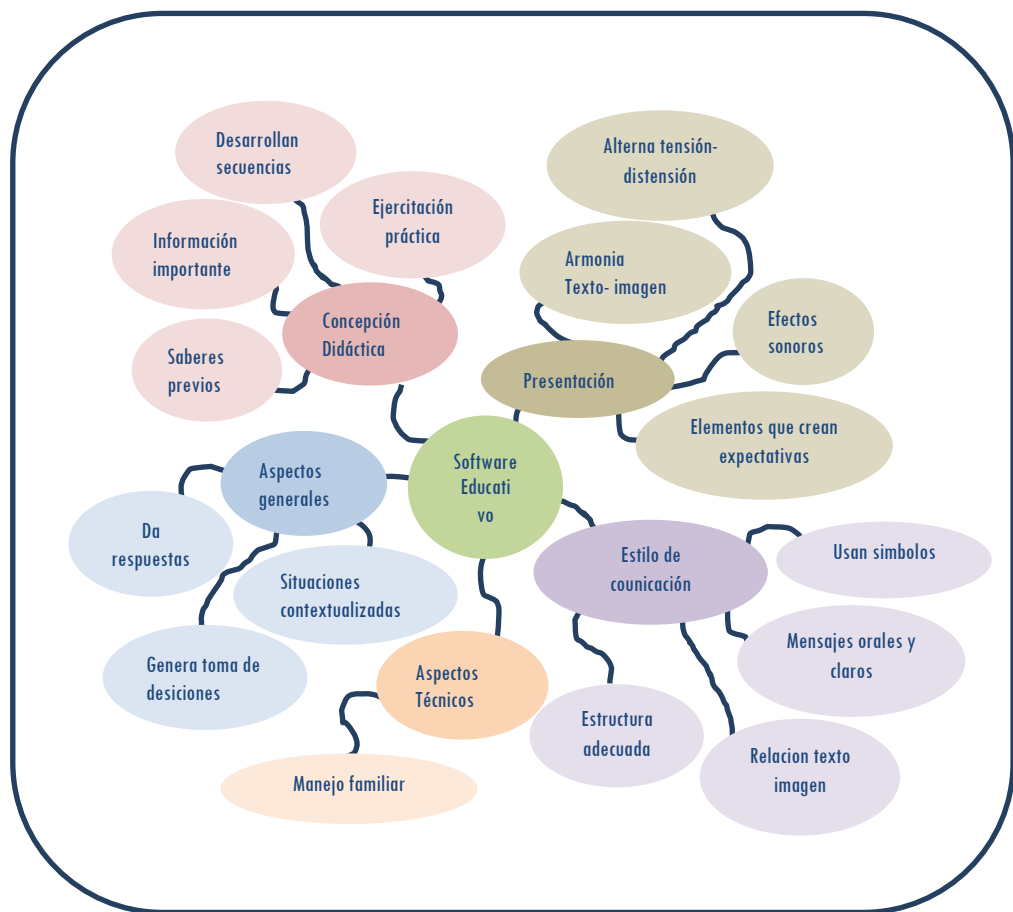 Desarrollan
secuencias
Ejercitación
práctica
Información
importante
Concepción
Didáctica
Saberes
previos
Alterna tensión-
distensión
Armonia
Texto- imagen
Efectos
sonoros
Presentación
Elementos que crean
expectativas
Software
Educati
vo
Aspectos
generales
Da
respuestas
Situaciones
contextualizadas
Genera toma de
desiciones
Aspectos
Técnicos
Manejo familiar
Estilo de
counicación
Usan simbolos
Mensajes orales y
claros
Estructura
adecuada
Relacion texto
imagen